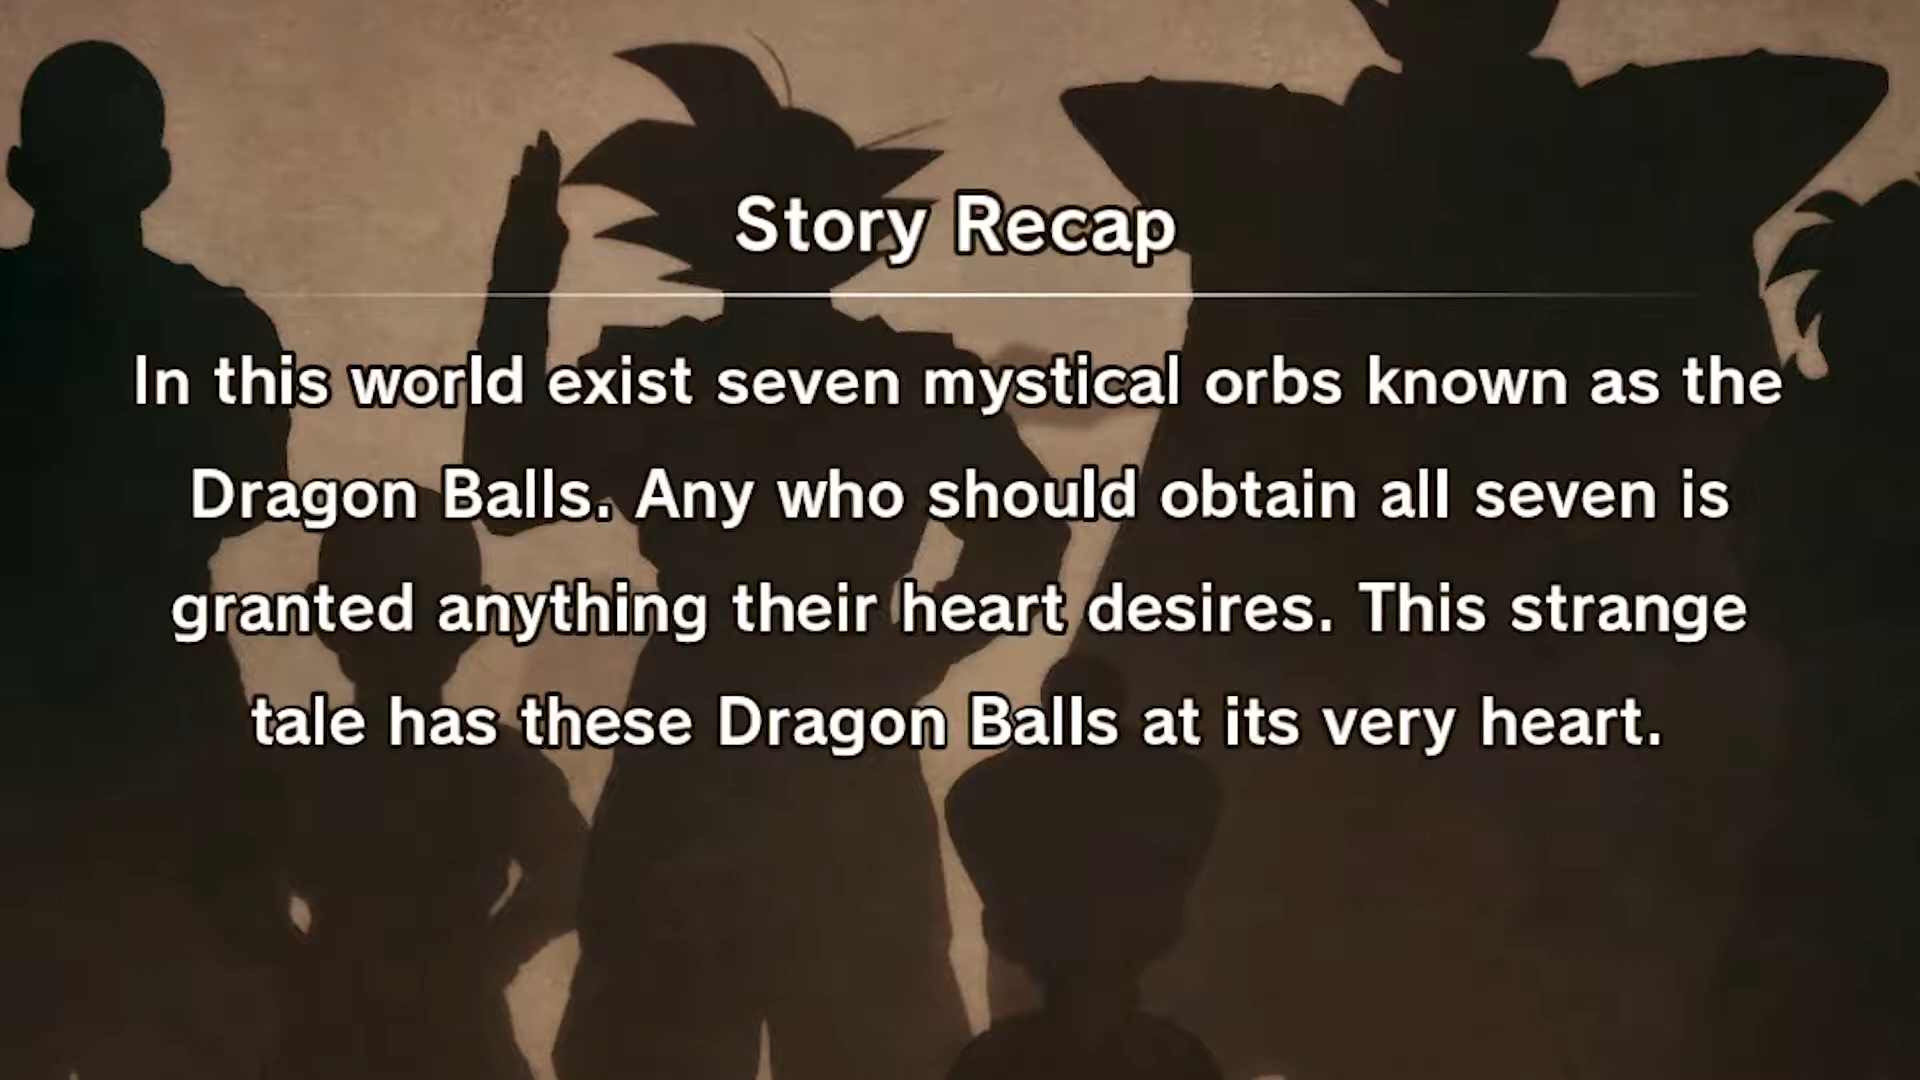 Story Recap
In this world exist seven mystical orbs known as the
Dragon Balls. Any who should obtain all seven is
granted anything their heart desires. This strange
tale has these Dragon Balls at its very heart.